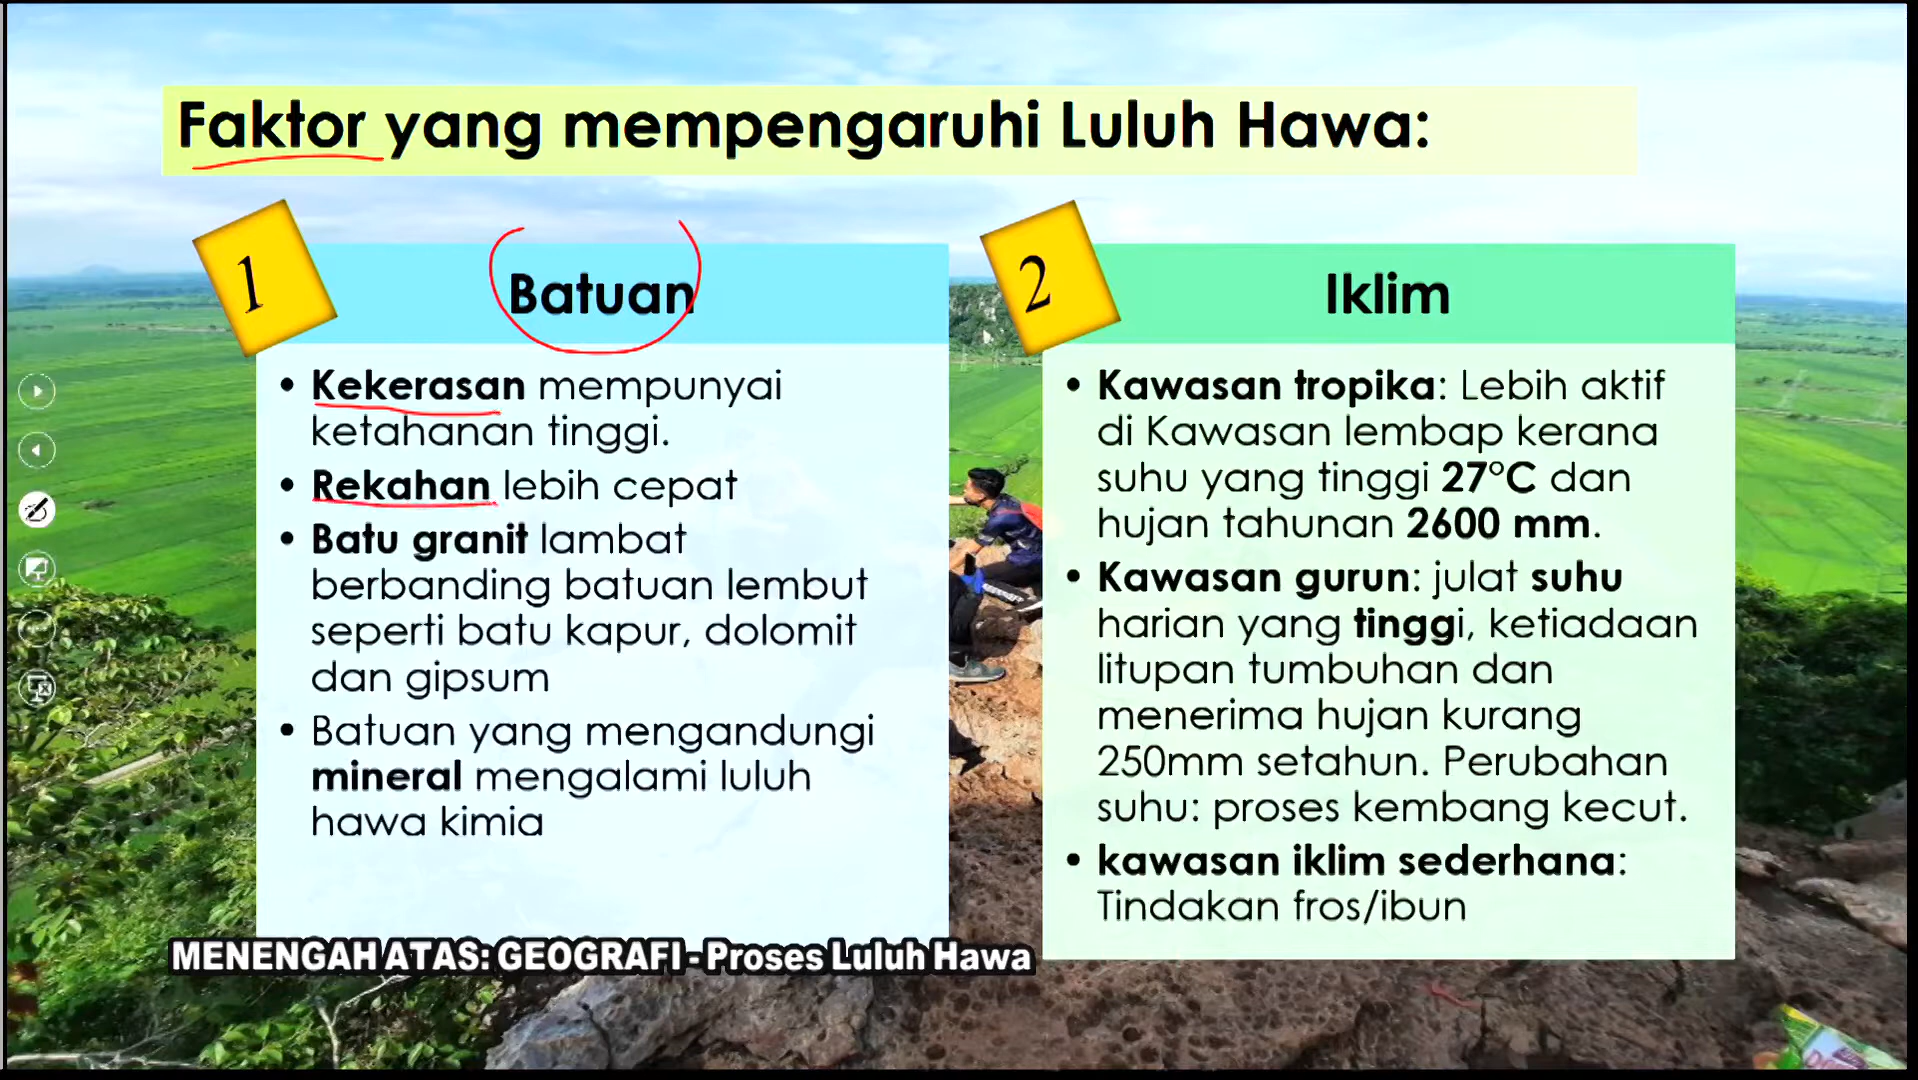 Faktor yang mempengaruhi Luluh Hawa:
1
Batuan
• Kekerasan mempunyai
ketahanan tinggi.
• Rekahan lebih cepat
• Batu granit lambat
berbanding batuan lembut
seperti batu kapur, dolomit
dan gipsum
• Batuan yang mengandungi
mineral mengalami luluh
hawa kimia
2
Iklim
• Kawasan tropika: Lebih aktif
di Kawasan lembap kerana
suhu yang tinggi 27°C dan
hujan tahunan 2600 mm.
• Kawasan gurun: julat suhu
harian yang tinggi, ketiadaan
litupan tumbuhan dan
menerima hujan kurang
250mm setahun. Perubahan
suhu: proses kembang kecut.
• kawasan iklim sederhana:
Tindakan fros/ibun
MENENGAH ATAS: GEOGRAFI - Proses Luluh Hawa